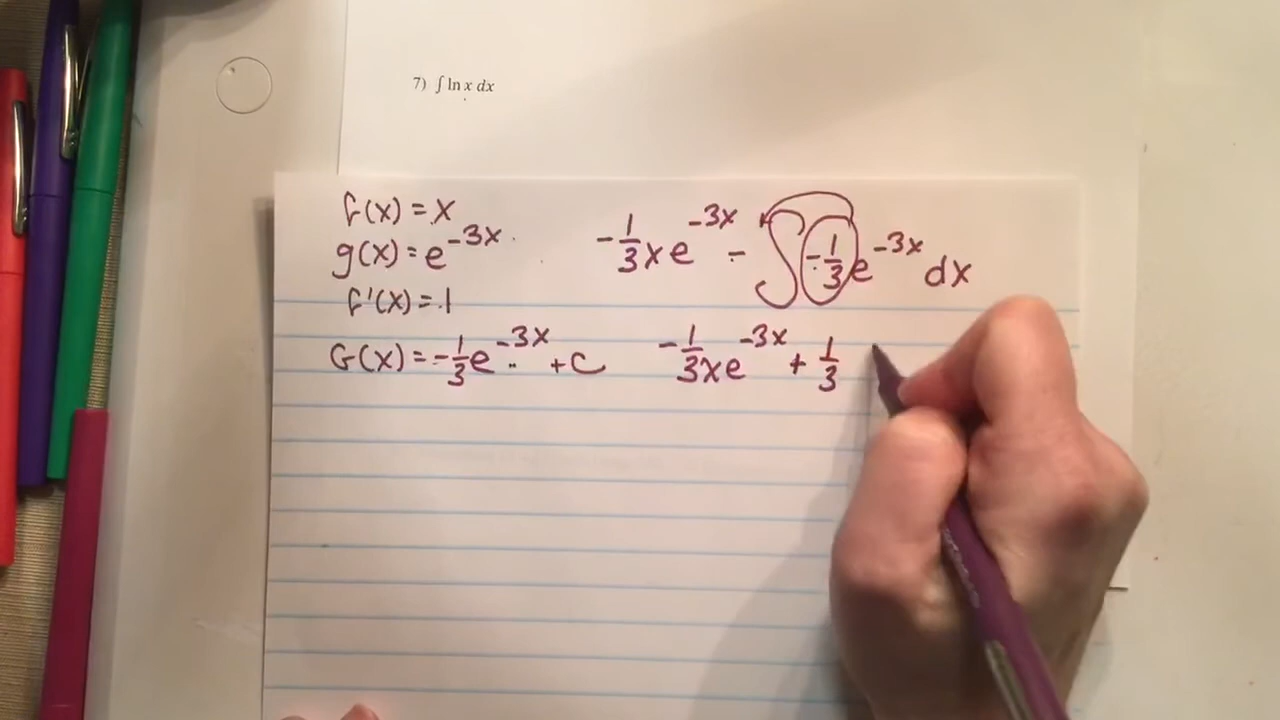 7) ∫ ln x dx
f(x) = x
g(x) = e^{-3x}
f'(x) = 1
G(x) = -1/3 e^{-3x} + C
-1/3 x e^{-3x} - ∫ -1/3 e^{-3x} dx
-1/3 x e^{-3x} + 1/3